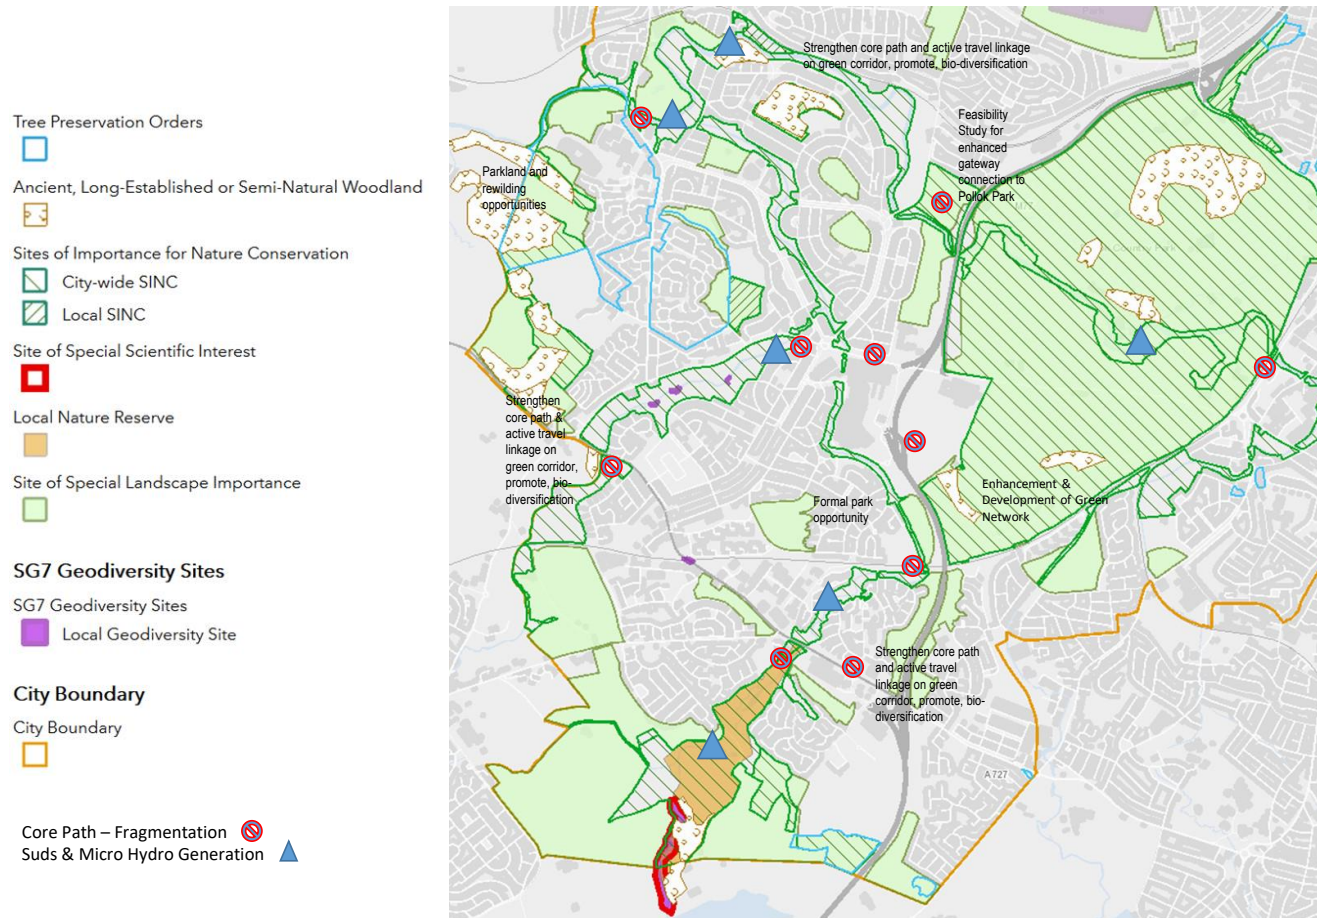 Tree Preservation Orders
Ancient, Long-Established or Semi-Natural Woodland
Sites of Importance for Nature Conservation
City-wide SINC
Local SINC
Site of Special Scientific Interest
Local Nature Reserve
Site of Special Landscape Importance
SG7 Geodiversity Sites
SG7 Geodiversity Sites
Local Geodiversity Site
City Boundary
City Boundary
Core Path – Fragmentation
Suds & Micro Hydro Generation
Strengthen core path and active travel linkage
on green corridor, promote, bio-diversification
Feasibility
Study for
enhanced
gateway
connection to
Pollok Park
Parkland and
rewilding
opportunities
Strengthen
core path &
active travel
linkage on
green corridor,
promote, bio-
diversification
Formal park
opportunity
Enhancement &
Development of Green
Network
Strengthen core path
and active travel
linkage on green
corridor, promote, bio-
diversification
A 727